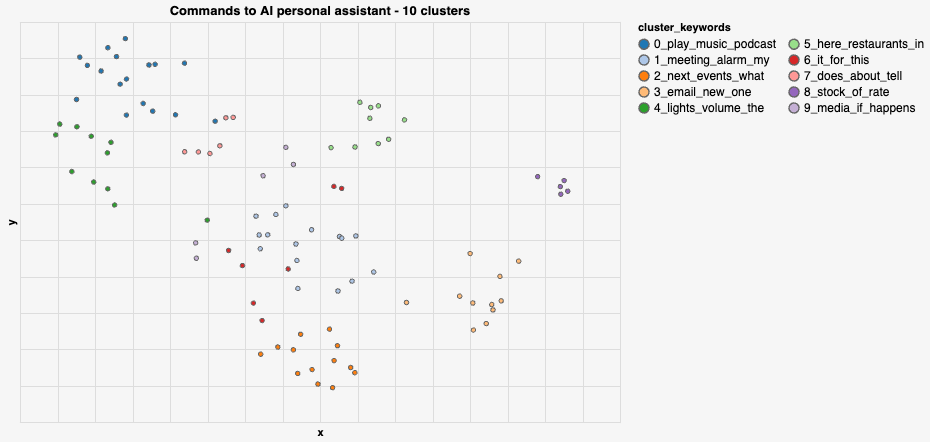 Commands to AI personal assistant - 10 clusters
cluster_keywords
0_play_music_podcast
1_meeting_alarm_my
2_next_events_what
3_email_new_one
4_lights_volume_the
5_here_restaurants_in
6_it_for_this
7_does_about_tell
8_stock_of_rate
9_media_if_happens
y
x